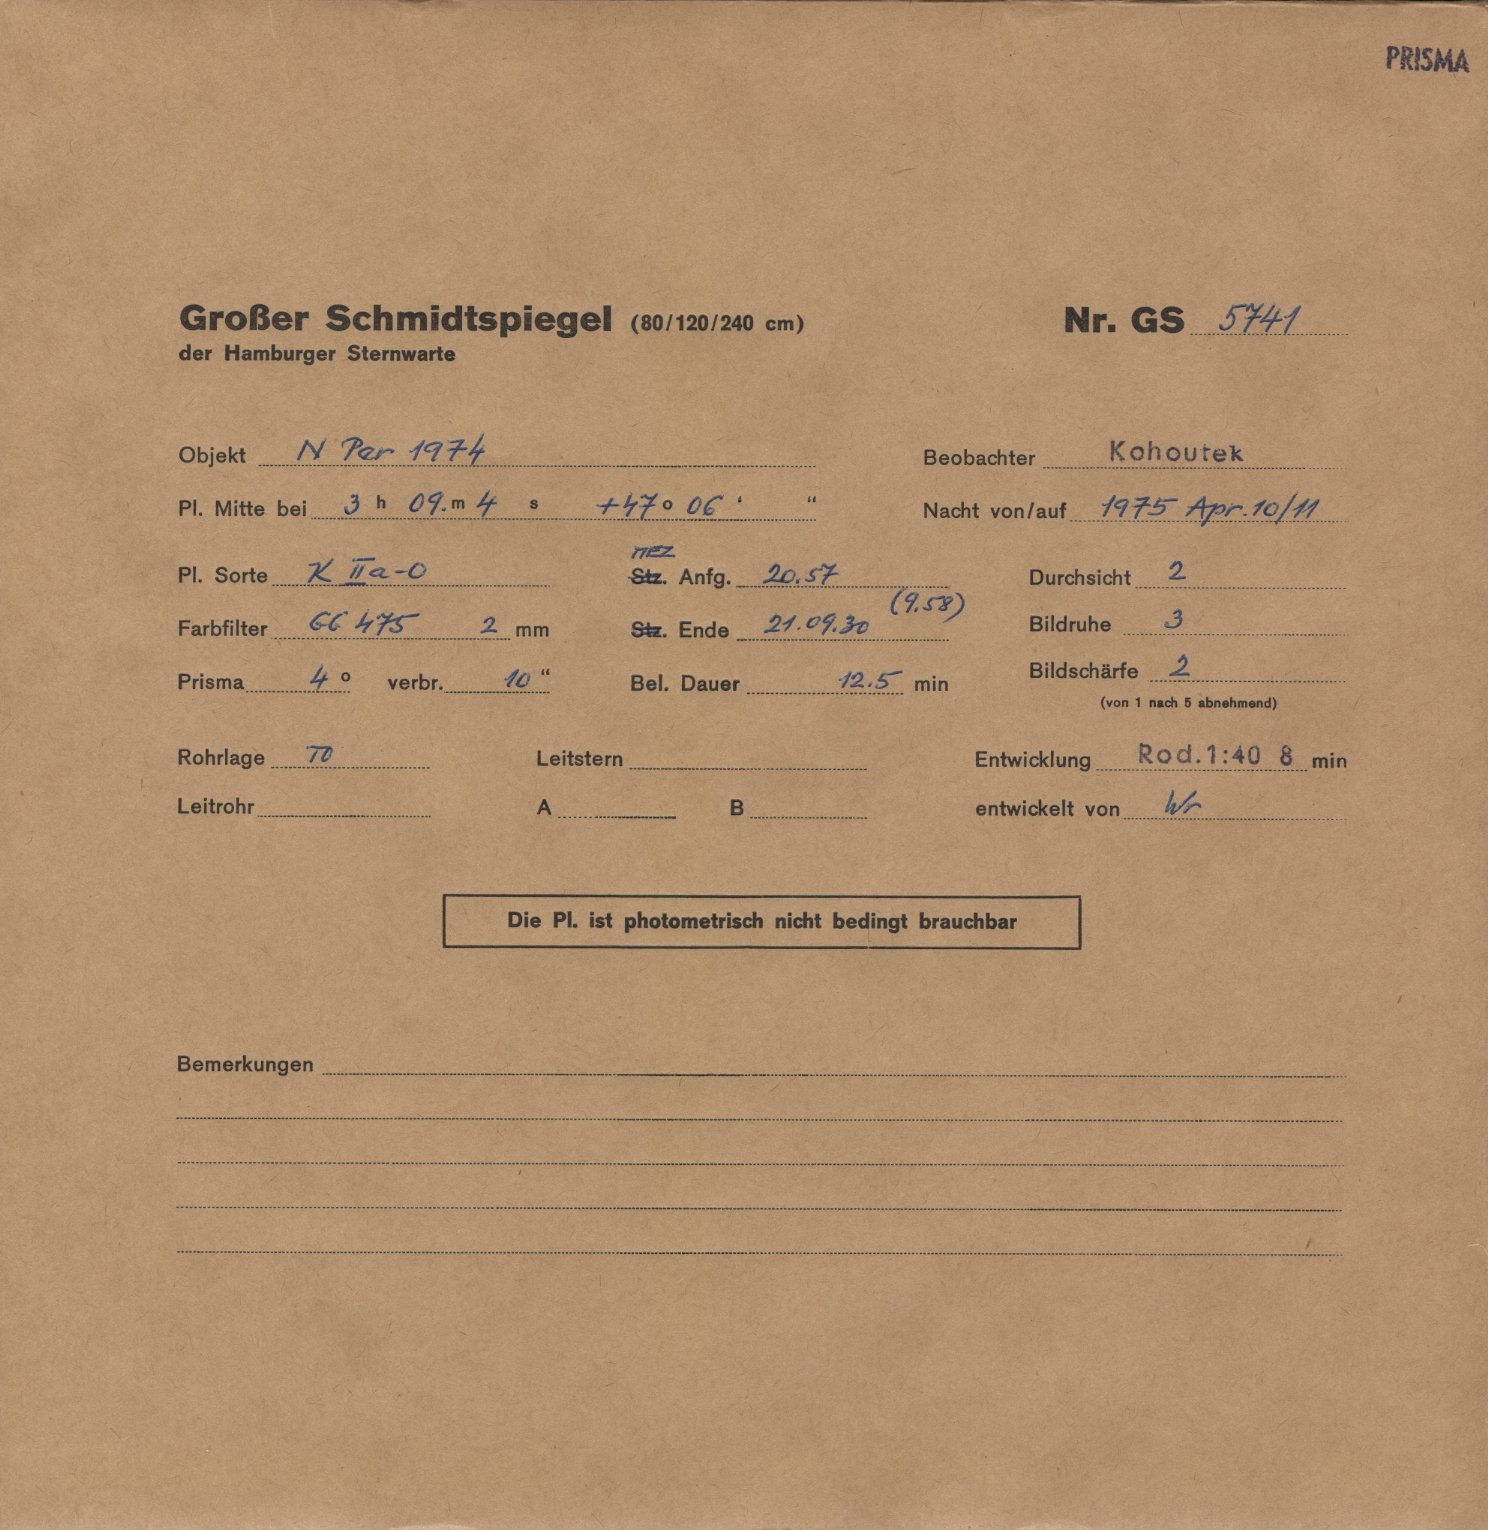 PRISMA
Großer Schmidtspiegel (80/120/240 cm) Nr. GS 5741
der Hamburger Sternwarte
Objekt N Per 1974 Beobachter Kohoutek
Pl. Mitte bei 3 h 09. m 4 s +47 o 06 ‘ “ Nacht von/auf 1975 Apr. 10/11
MEZ
Pl. Sorte K IIa-O Stz. Anfg. 20.57 Durchsicht 2
(9.58)
Farbfilter GG 475 2 mm Stz. Ende 21.09.30 Bildruhe 3
Prisma 4 o verbr. 10 “ Bel. Dauer 12.5 min Bildschärfe 2
(von 1 nach 5 abnehmend)
Rohrlage TO Leitstern Entwicklung Rod.1:40 8 min
Leitrohr A B entwickelt von Wr
Die Pl. ist photometrisch nicht bedingt brauchbar
Bemerkungen